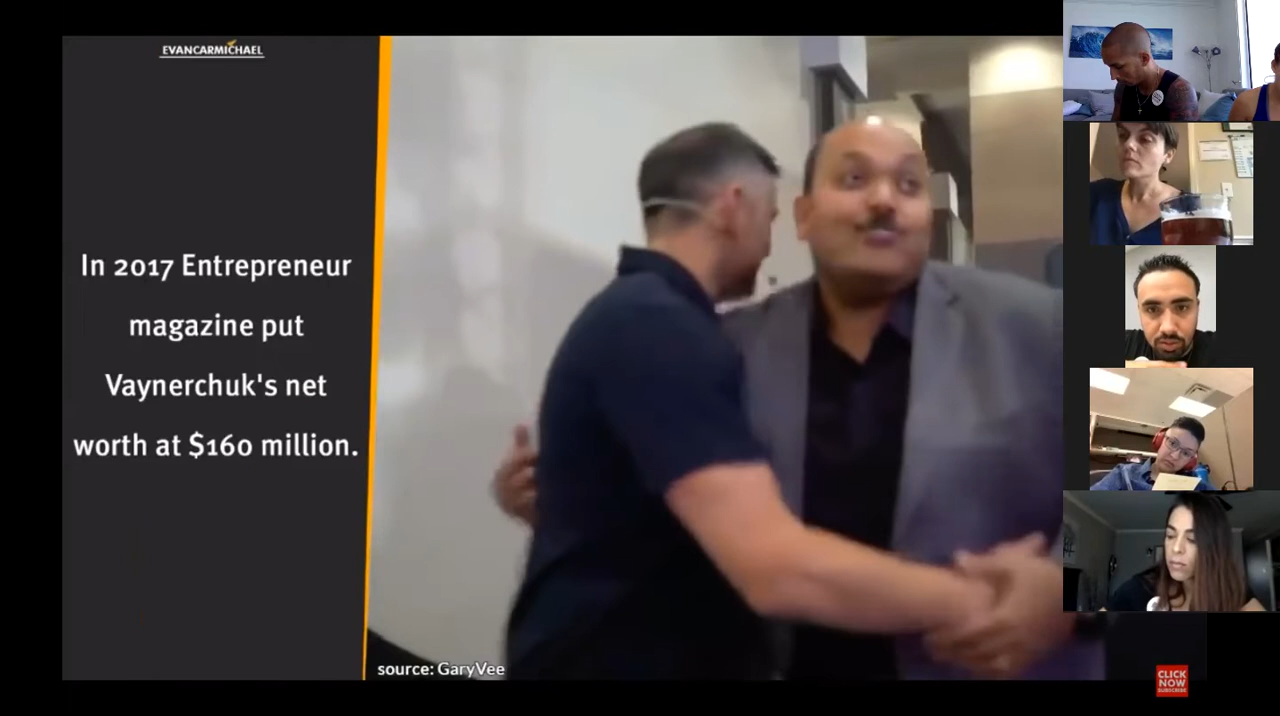 EVANCARMICHAEL
In 2017 Entrepreneur
magazine put
Vaynerchuk's net
worth at $160 million.
source: GaryVee
CLICK
NOW
SUBSCRIBE